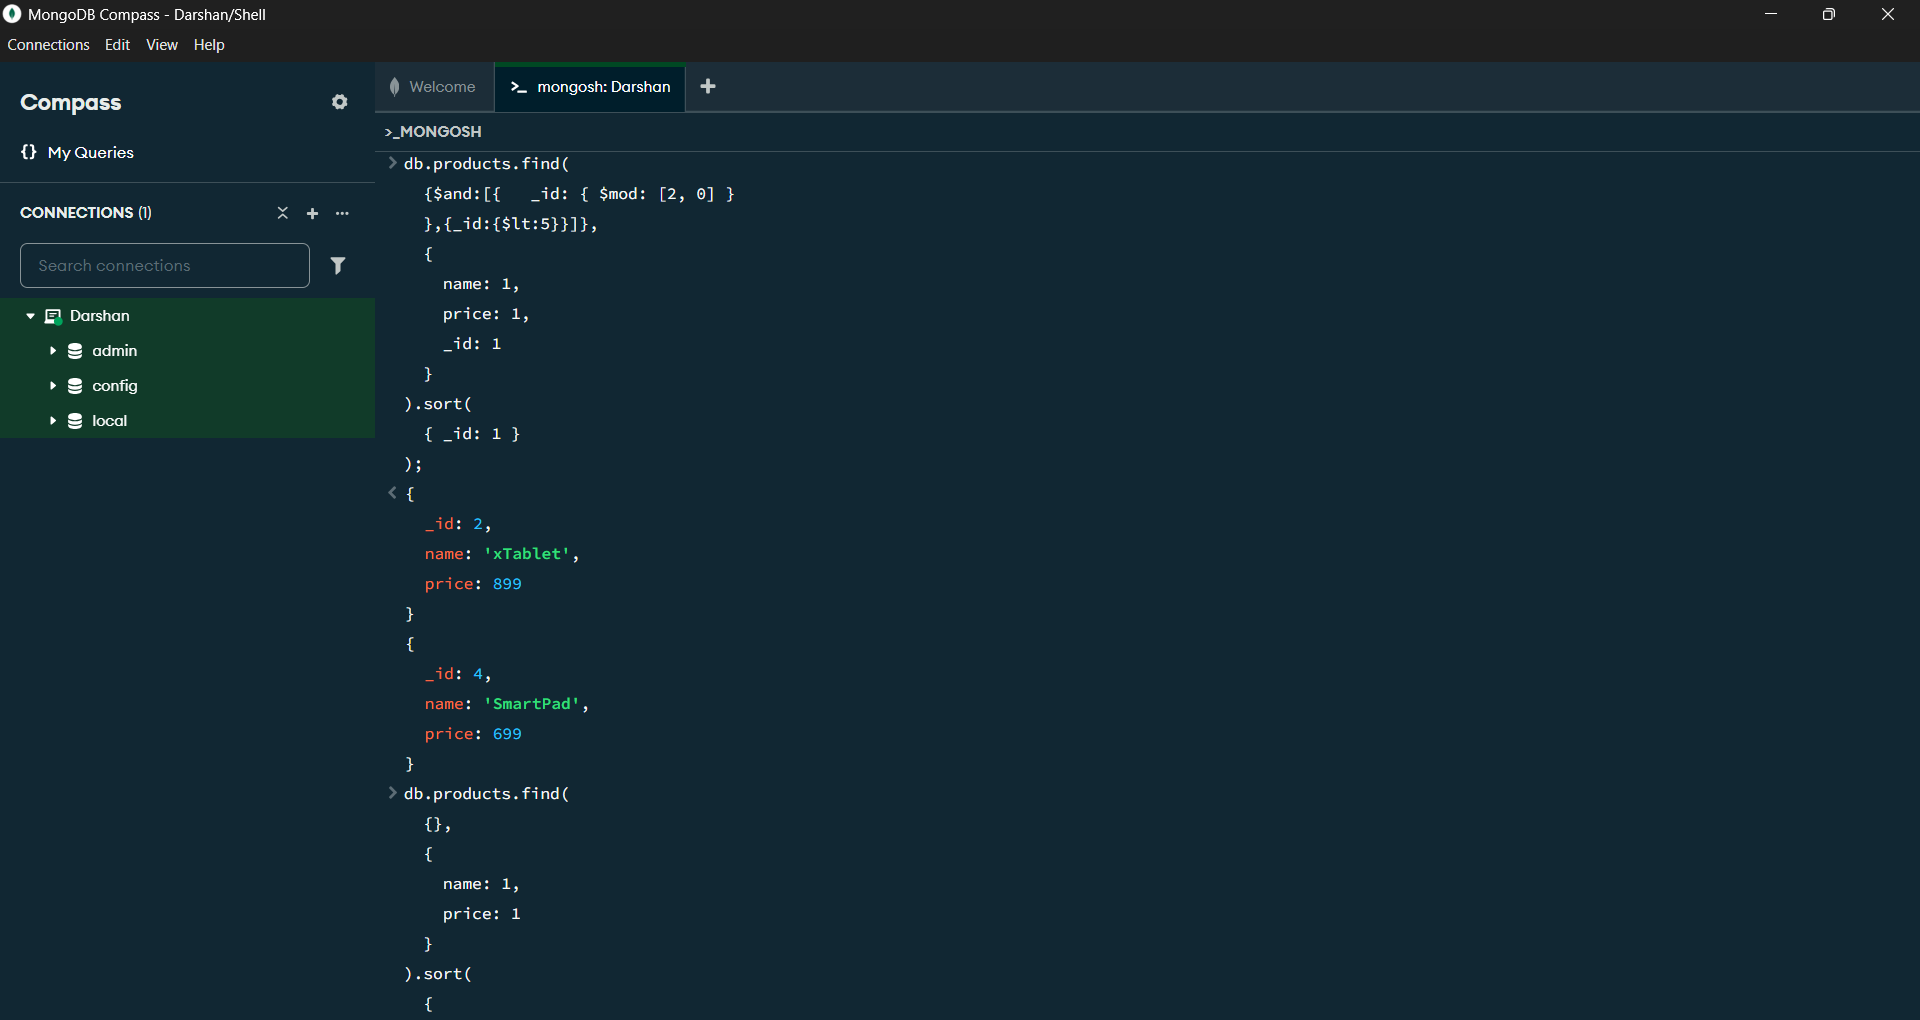 MongoDB Compass - Darshan/Shell
Connections Edit View Help
Compass
{} My Queries
CONNECTIONS (1)
Search connections
Darshan
admin
config
local
Welcome
>_ mongosh: Darshan
>_MONGOSH
> db.products.find(
{$and:[{   _id: { $mod: [2, 0] }
},{_id:{$lt:5}}]},
{
name: 1,
price: 1,
_id: 1
}
).sort(
{ _id: 1 }
);
< {
_id: 2,
name: 'xTablet',
price: 899
}
{
_id: 4,
name: 'SmartPad',
price: 699
}
> db.products.find(
{},
{
name: 1,
price: 1
}
).sort(
{